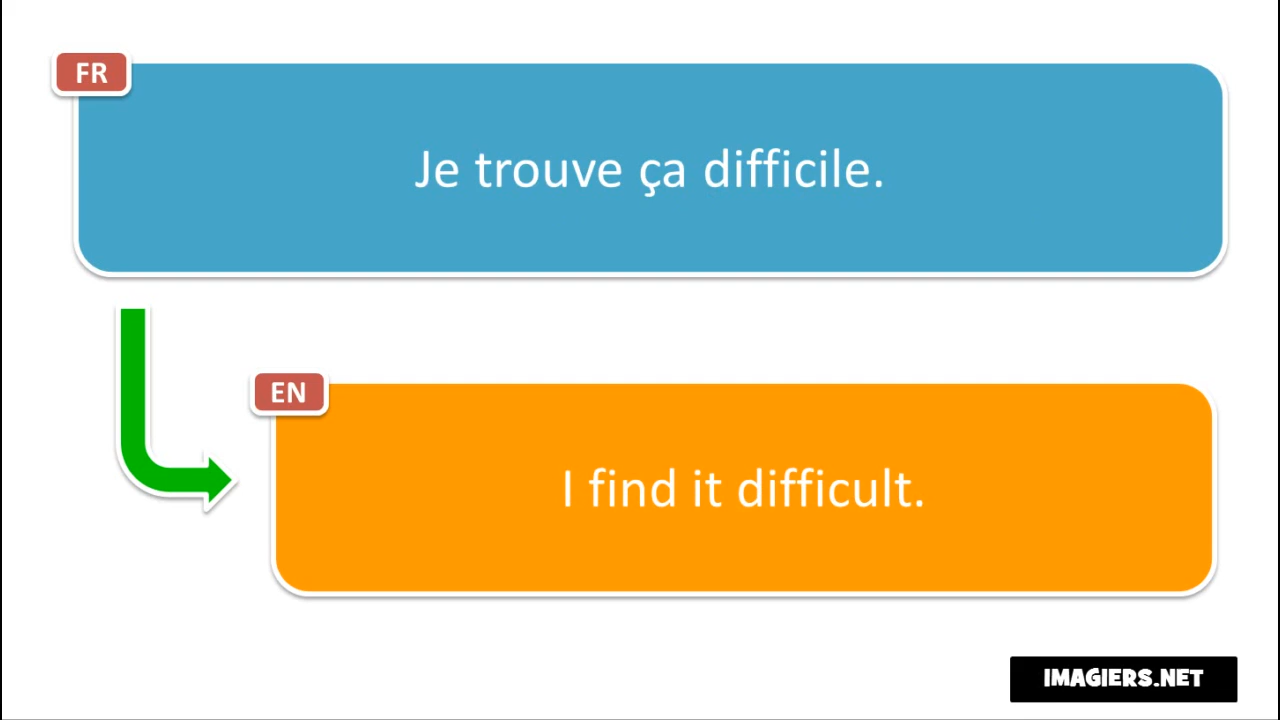 FR
Je trouve ça difficile.
EN
I find it difficult.
IMAGIERS.NET